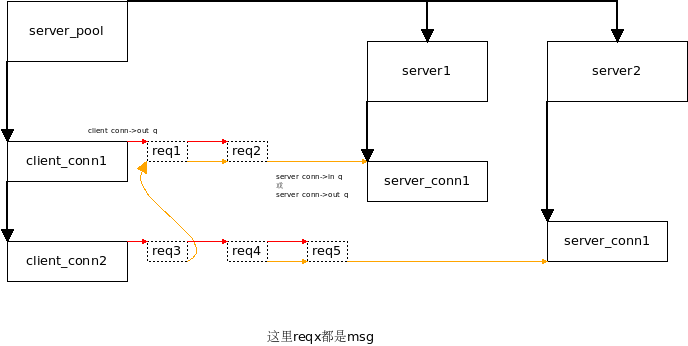 server_pool
server1
server2
client conn->out q
client_conn1
req1
req2
server conn->in q
或
server conn->out q
server_conn1
client_conn2
req3
req4
req5
server_conn1
这里reqx都是msg